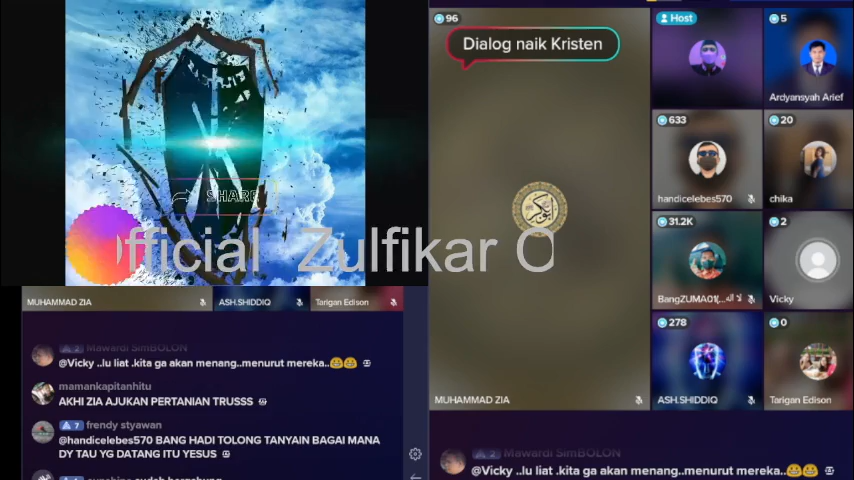 SHARE
fficial Zulfikar O
MUHAMMAD ZIA
ASH.SHIDDIQ
Tarigan Edison
2 Mawardi SimBOLON
@Vicky ..lu liat .kita ga akan menang..menurut mereka..😂😂
mamankapitanhitu
AKHI ZIA AJUKAN PERTANIAN TRUSSS
7 frendy styawan
@handicelebes570 BANG HADI TOLONG TANYAIN BAGAI MANA
DY TAU YG DATANG ITU YESUS
96
Dialog naik Kristen
MUHAMMAD ZIA
Host
5
Ardyansyah Arief
633
handicelebes570
20
chika
31.2K
BangZUMA01(...لا اله
2
Vicky
278
ASH.SHIDDIQ
0
Tarigan Edison
2 Mawardi SimBOLON
@Vicky ..lu liat .kita ga akan menang..menurut mereka..😂😂